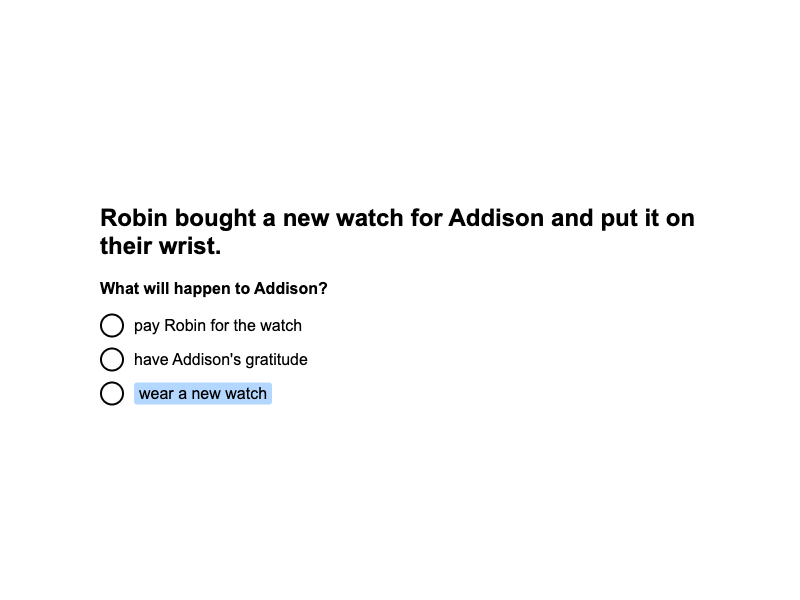 Robin bought a new watch for Addison and put it on
their wrist.
What will happen to Addison?
pay Robin for the watch
have Addison's gratitude
wear a new watch